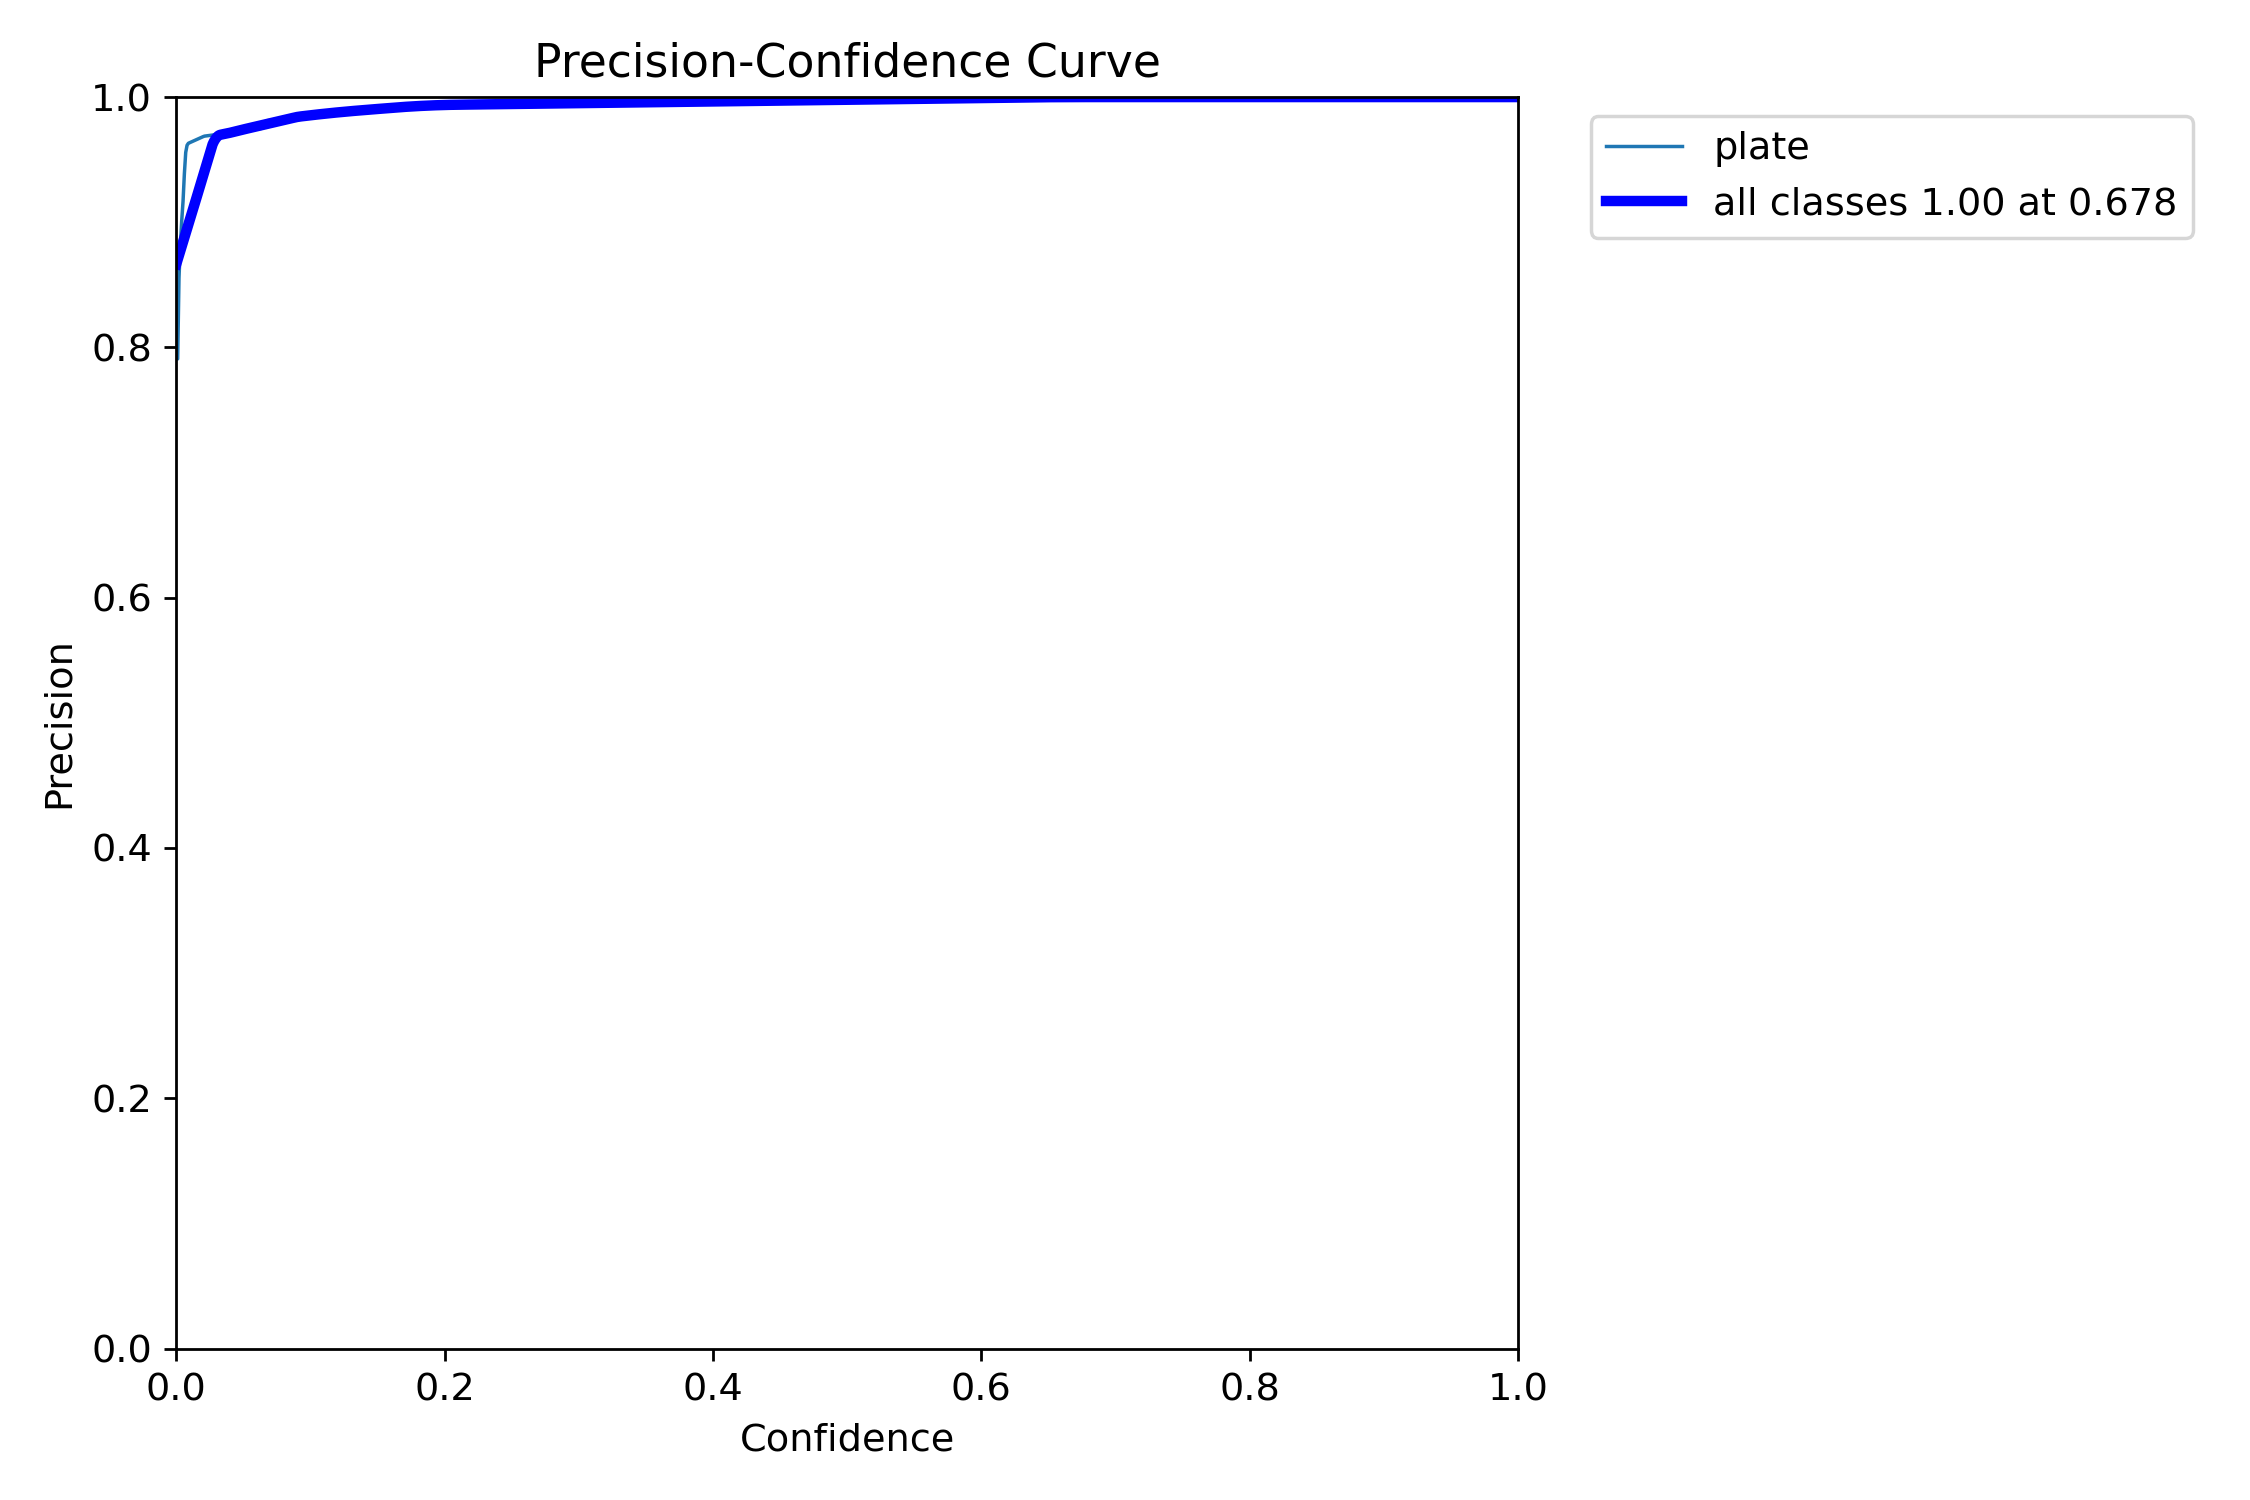 Precision-Confidence Curve
1.0
0.8
0.6
0.4
0.2
0.0
Precision
0.0 0.2 0.4 0.6 0.8 1.0
Confidence
plate
all classes 1.00 at 0.678